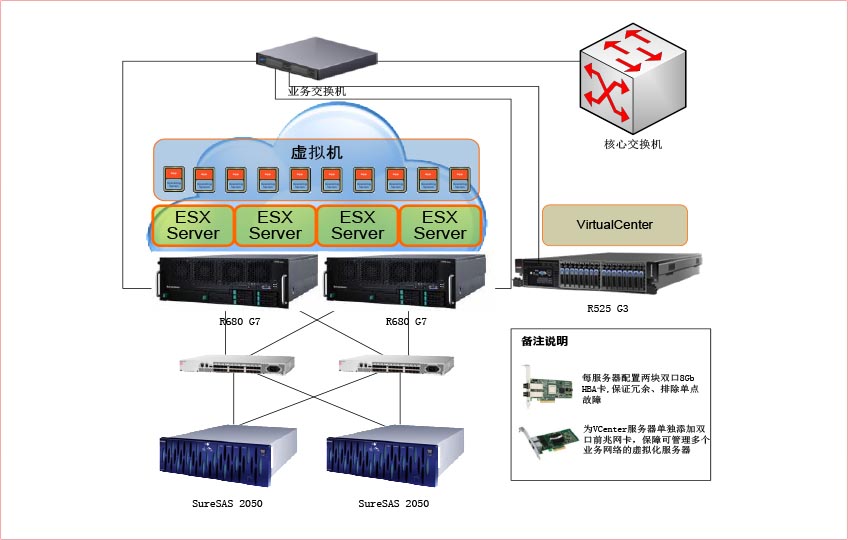 业务交换机
核心交换机
虚拟机
ESX
Server
ESX
Server
ESX
Server
ESX
Server
VirtualCenter
R680 G7
R680 G7
R525 G3
备注说明
每服务器配置两块双口8Gb
HBA卡,保证冗余、排除单点
故障
为VCenter服务器单独添加双
口前兆网卡，保障可管理多个
业务网络的虚拟化服务器
SureSAS 2050
SureSAS 2050